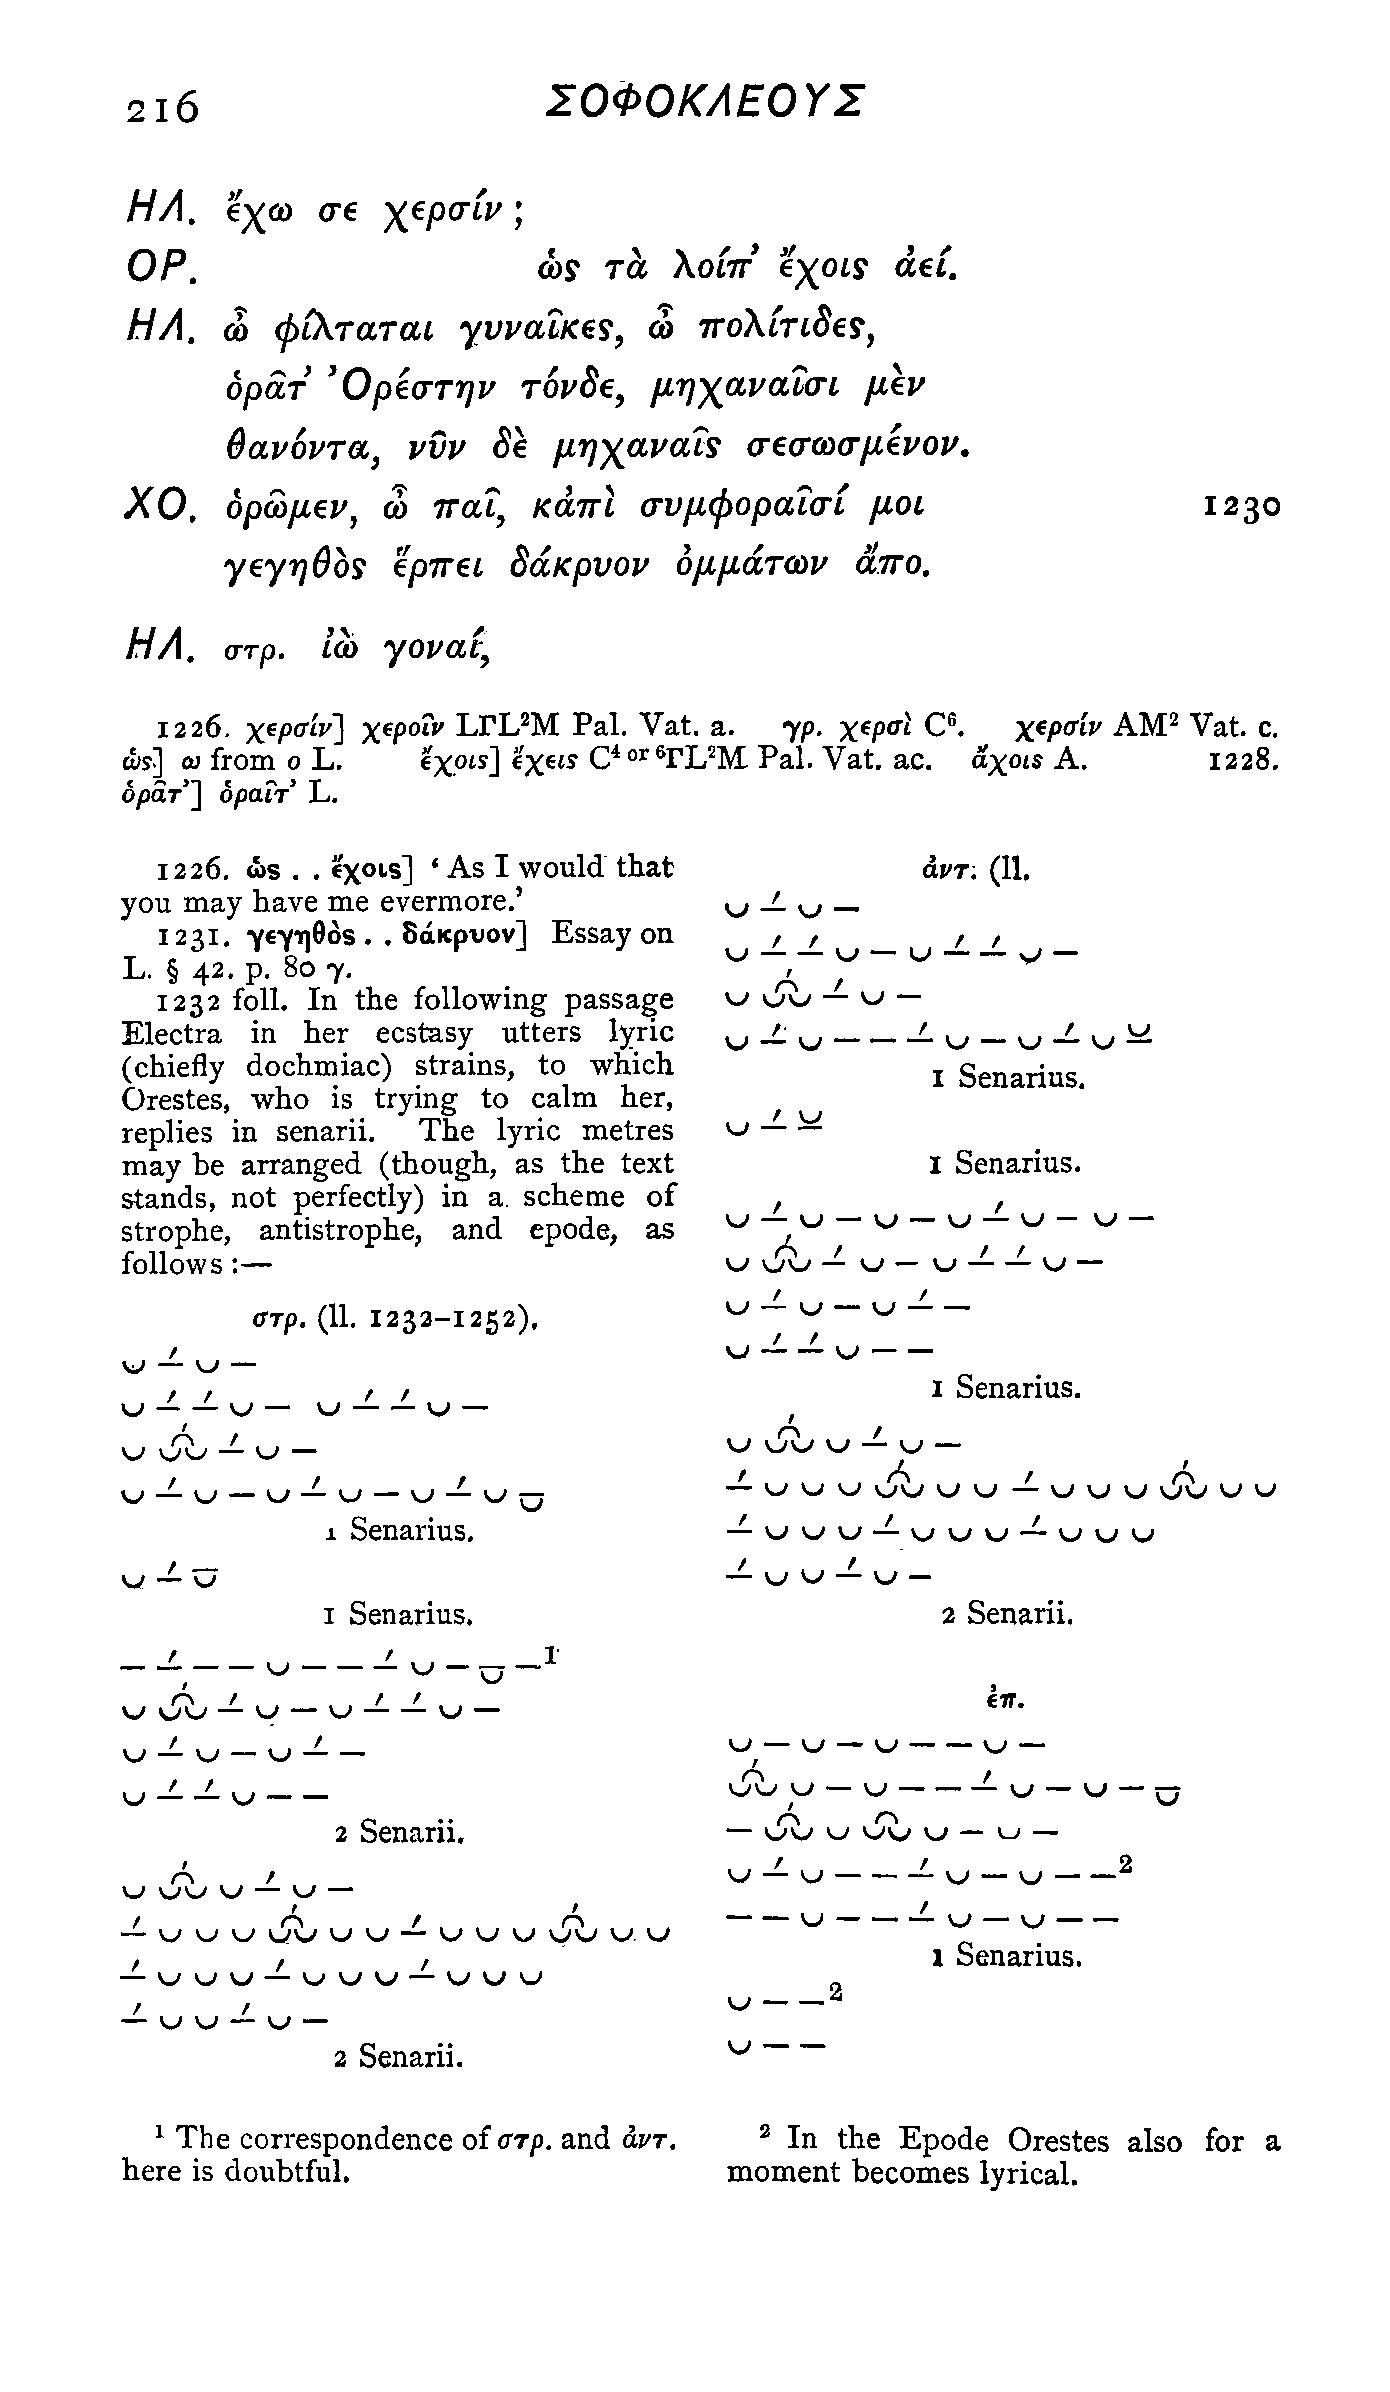 216
ΣΟΦΟΚΛΕΟΥΣ
ΗΛ. ἔχω σε χερσίν;
ΟΡ. ὡς τὰ λοίπ' ἔχοις ἀεί.
ΗΛ. ὦ φίλταται γυναῖκες, ὦ πολίτιδες,
ὁρᾶτ' Ὀρέστην τόνδε, μηχαναῖσι μὲν
θανόντα, νῦν δὲ μηχαναῖς σεσωσμένον.
ΧΟ. ὁρῶμεν, ὦ παῖ, κἀπὶ συμφοραῖσί μοι 1230
γεγηθὸς ἕρπει δάκρυον ὀμμάτων ἄπο.
ΗΛ. στρ. ἰὼ γοναί,
1226. χερσίν] χεροῖν LΓL²M Pal. Vat. a. γρ. χερσὶ C⁶. χερσίν AM² Vat. c.
ὡς] ω from ο L. ἔχοις] ἔχεις C⁴ or ⁶ΓL²M Pal. Vat. ac. ἄχοις A. 1228.
ὁρᾶτ'] ὁραῖτ' L.
1226. ὡς . . ἔχοις] ‘As I would that
you may have me evermore.’
1231. γεγηθὸς . . δάκρυον] Essay on
L. § 42. p. 80 γ.
1232 foll. In the following passage
Electra in her ecstasy utters lyric
(chiefly dochmiac) strains, to which
Orestes, who is trying to calm her,
replies in senarii. The lyric metres
may be arranged (though, as the text
stands, not perfectly) in a scheme of
strophe, antistrophe, and epode, as
follows:—
στρ. (ll. 1232–1252).
1 Senarius.
1 Senarius.
2 Senarii.
2 Senarii.
¹ The correspondence of στρ. and ἀντ.
here is doubtful.
ἀντ. (ll.
1 Senarius.
1 Senarius.
1 Senarius.
2 Senarii.
ἐπ.
1 Senarius.
² In the Epode Orestes also for a
moment becomes lyrical.